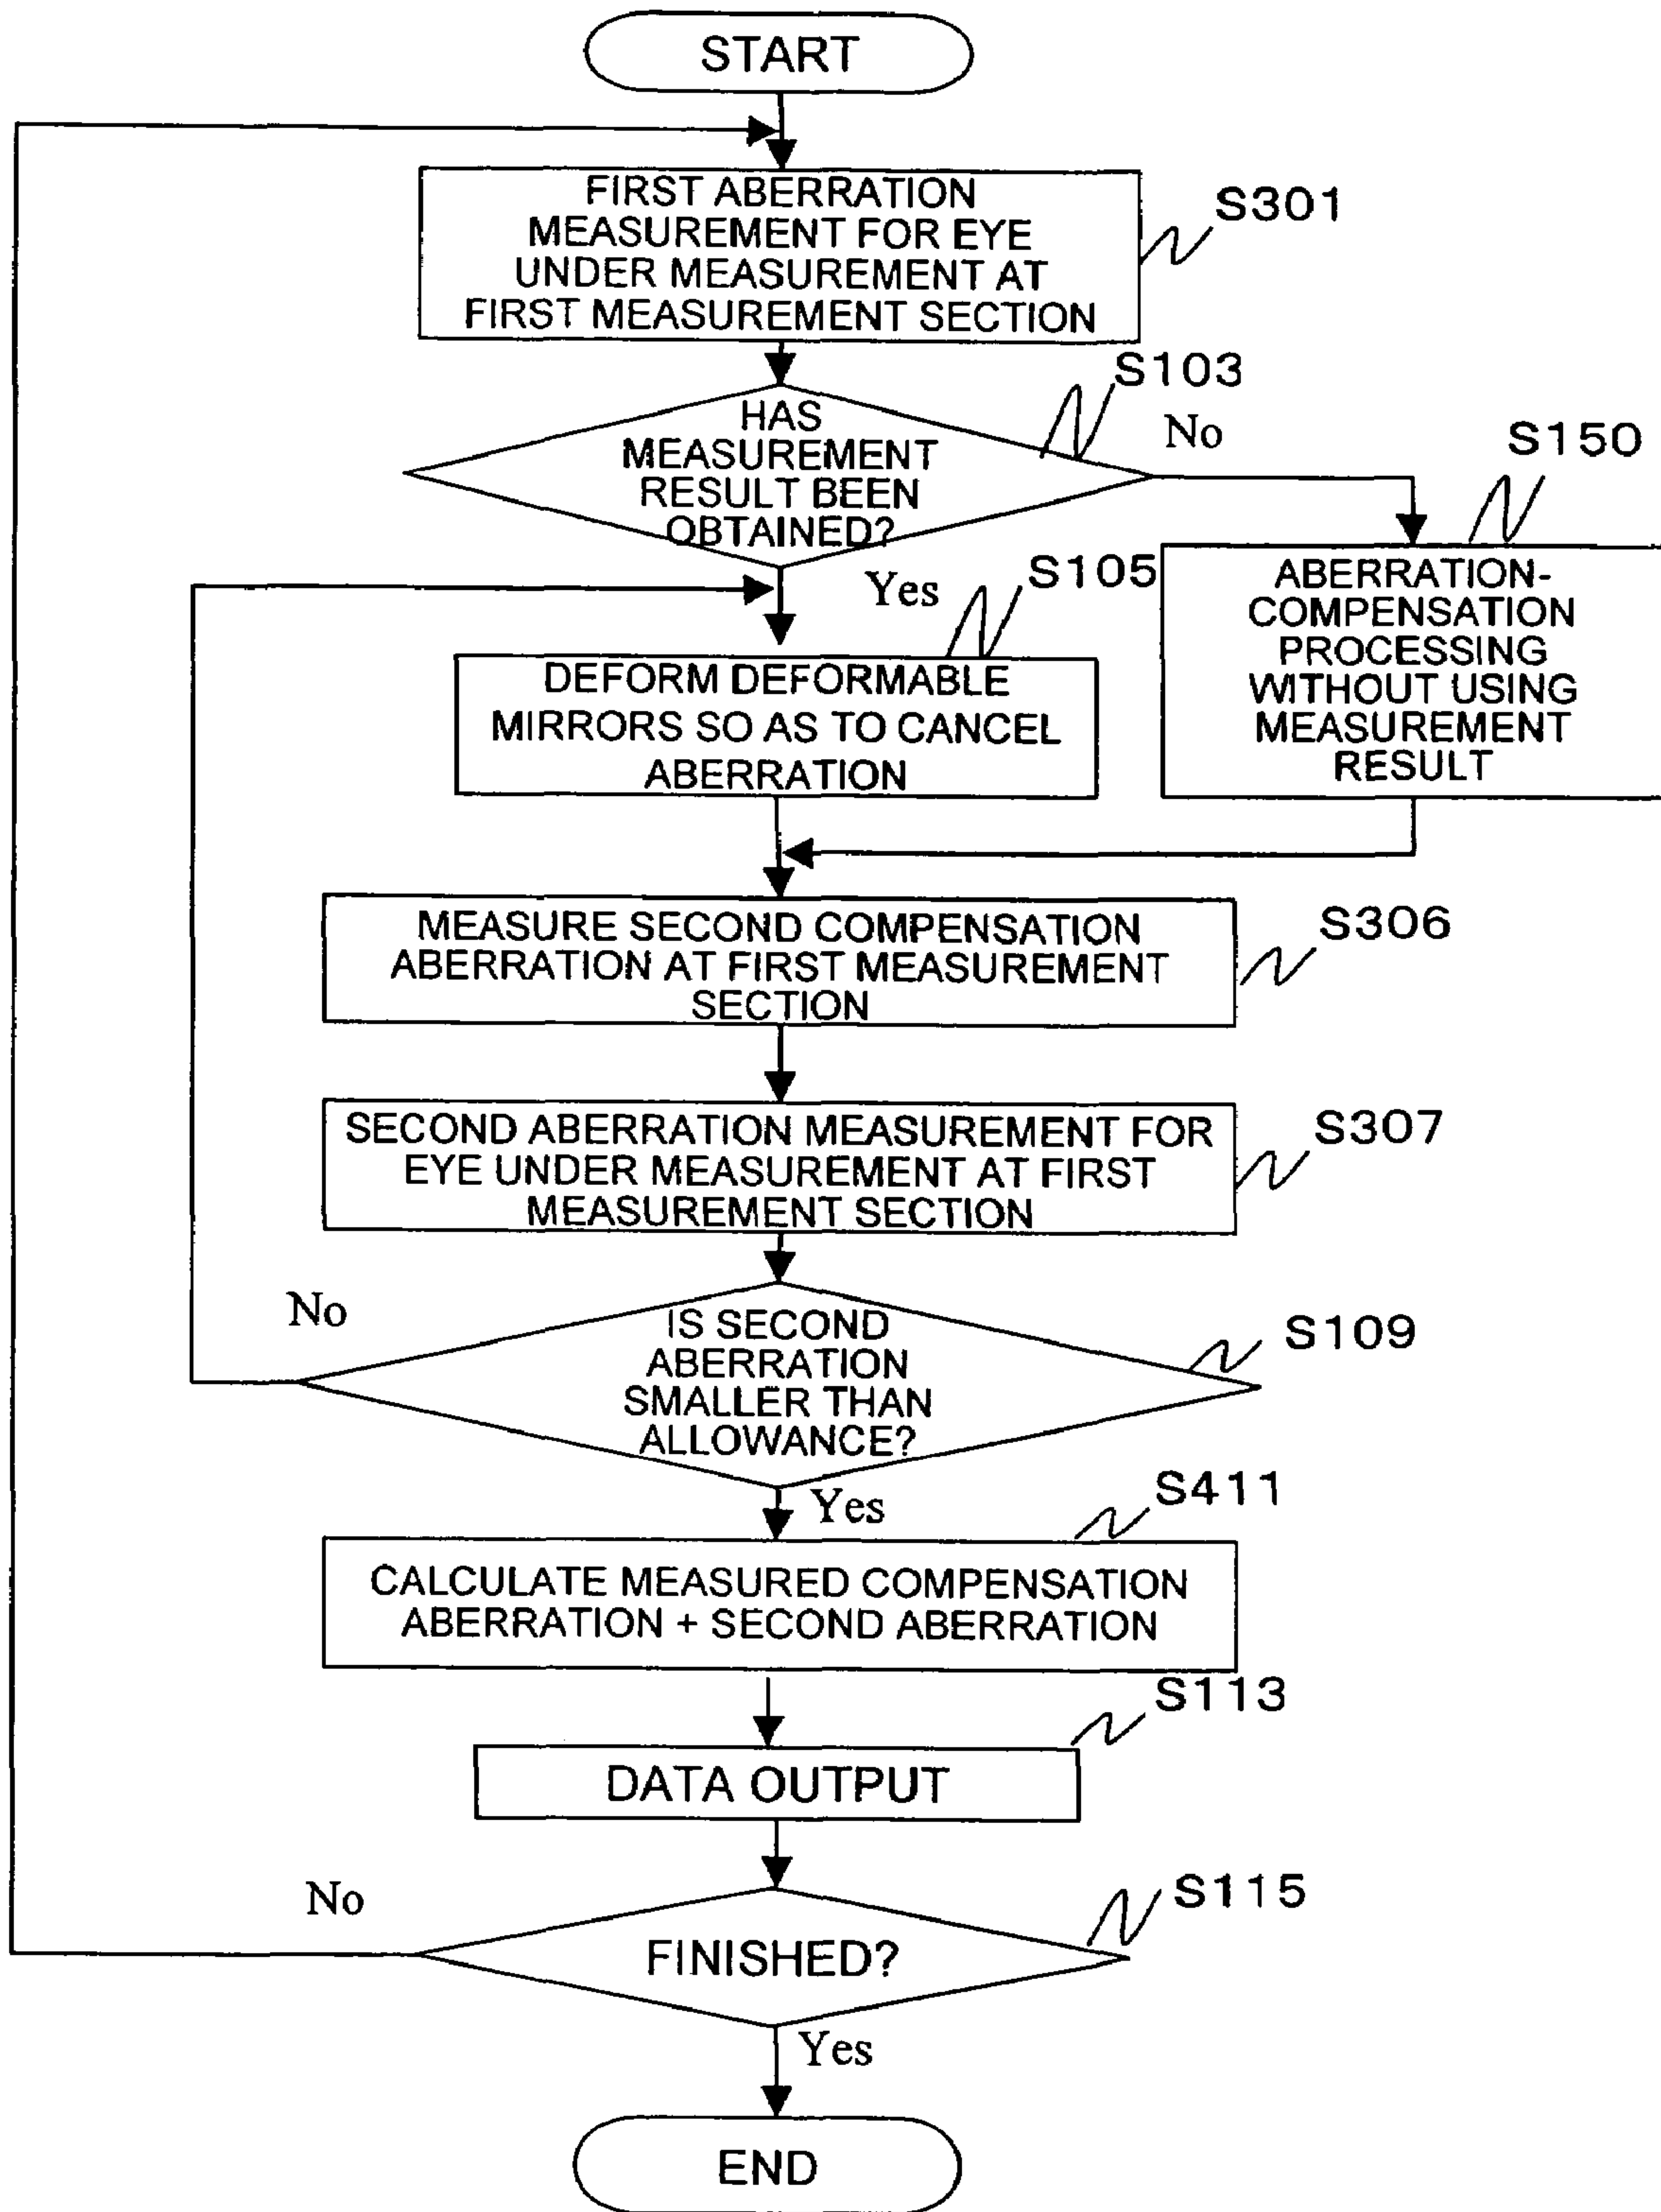 START
FIRST ABERRATION
MEASUREMENT FOR EYE
UNDER MEASUREMENT AT
FIRST MEASUREMENT SECTION
S301
S103
HAS
MEASUREMENT
RESULT BEEN
OBTAINED?
No
S150
Yes
S105
ABERRATION-
COMPENSATION
PROCESSING
WITHOUT USING
MEASUREMENT
RESULT
DEFORM DEFORMABLE
MIRRORS SO AS TO CANCEL
ABERRATION
MEASURE SECOND COMPENSATION
ABERRATION AT FIRST MEASUREMENT
SECTION
S306
SECOND ABERRATION MEASUREMENT FOR
EYE UNDER MEASUREMENT AT FIRST
MEASUREMENT SECTION
S307
No
IS SECOND
ABERRATION
SMALLER THAN
ALLOWANCE?
S109
Yes
S411
CALCULATE MEASURED COMPENSATION
ABERRATION + SECOND ABERRATION
S113
DATA OUTPUT
No
S115
FINISHED?
Yes
END